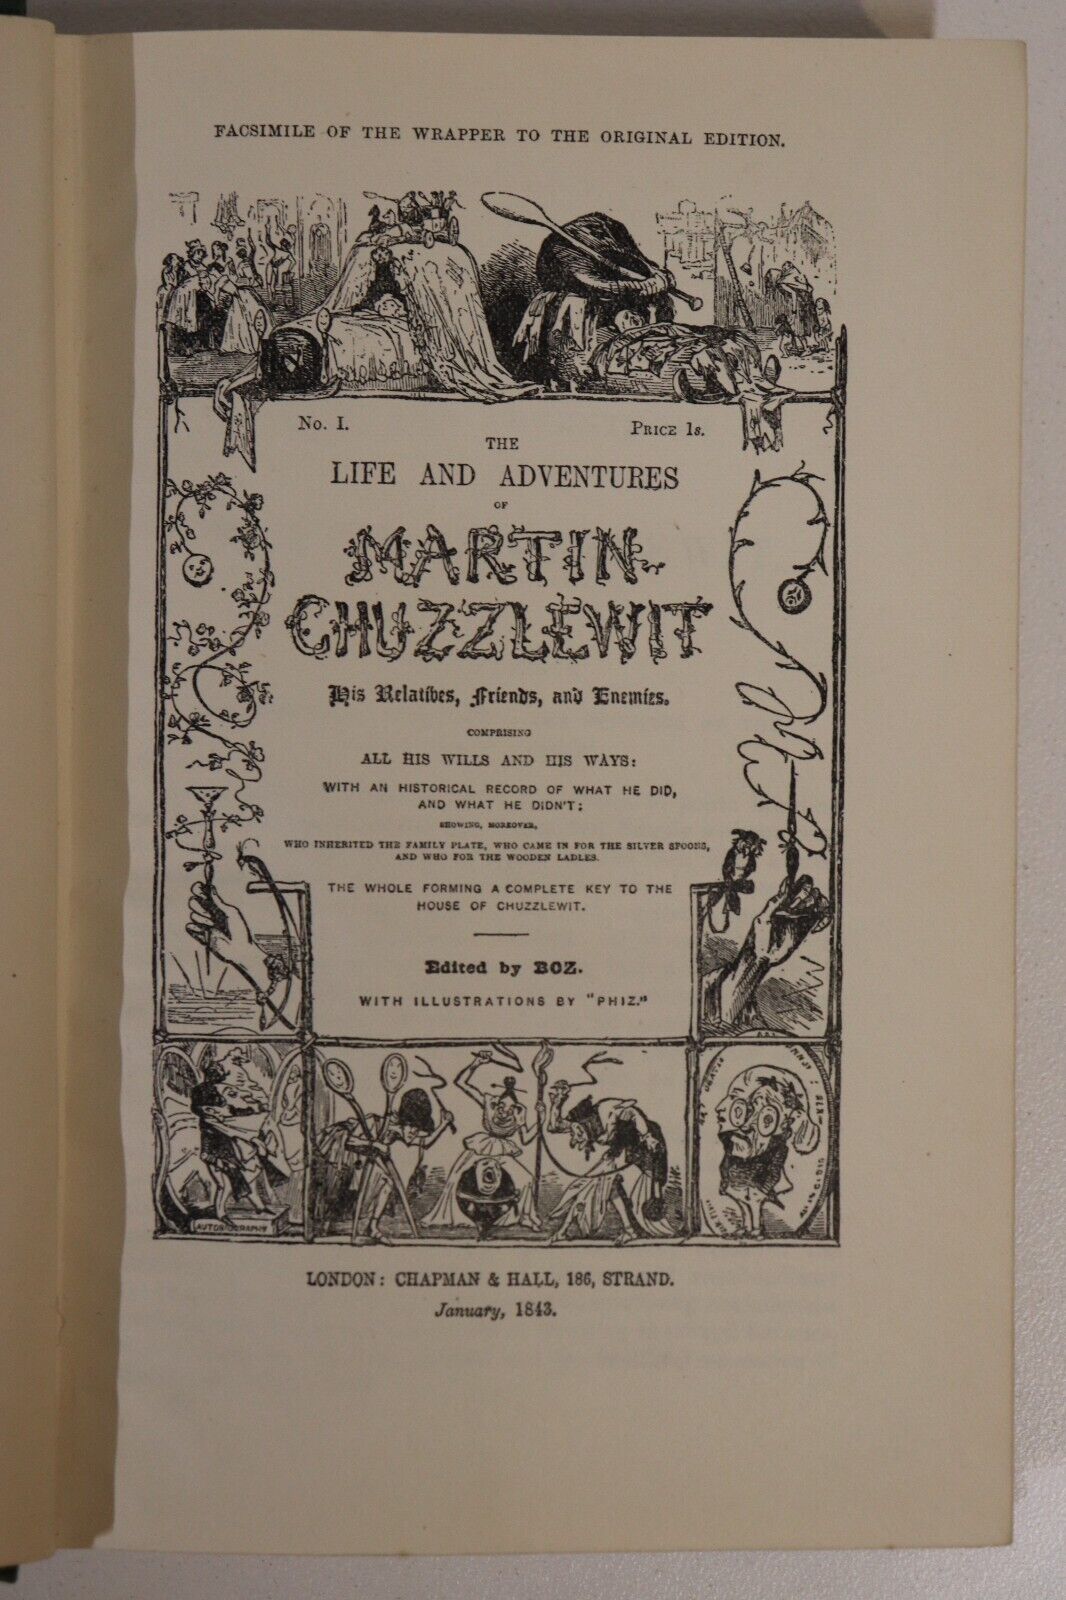 FACSIMILE OF THE WRAPPER TO THE ORIGINAL EDITION.
No. I.
PRICE 1s.
THE
LIFE AND ADVENTURES
OF
MARTIN
CHUZZLEWIT
His Relatives, Friends, and Enemies.
COMPRISING
ALL HIS WILLS AND HIS WAYS:
WITH AN HISTORICAL RECORD OF WHAT HE DID,
AND WHAT HE DIDN'T;
SHOWING, MOREOVER,
WHO INHERITED THE FAMILY PLATE, WHO CAME IN FOR THE SILVER SPOONS,
AND WHO FOR THE WOODEN LADLES.
THE WHOLE FORMING A COMPLETE KEY TO THE
HOUSE OF CHUZZLEWIT.
Edited by BOZ.
WITH ILLUSTRATIONS BY "PHIZ."
AUTOBIOGRAPHY
LONDON: CHAPMAN & HALL, 186, STRAND.
January, 1843.